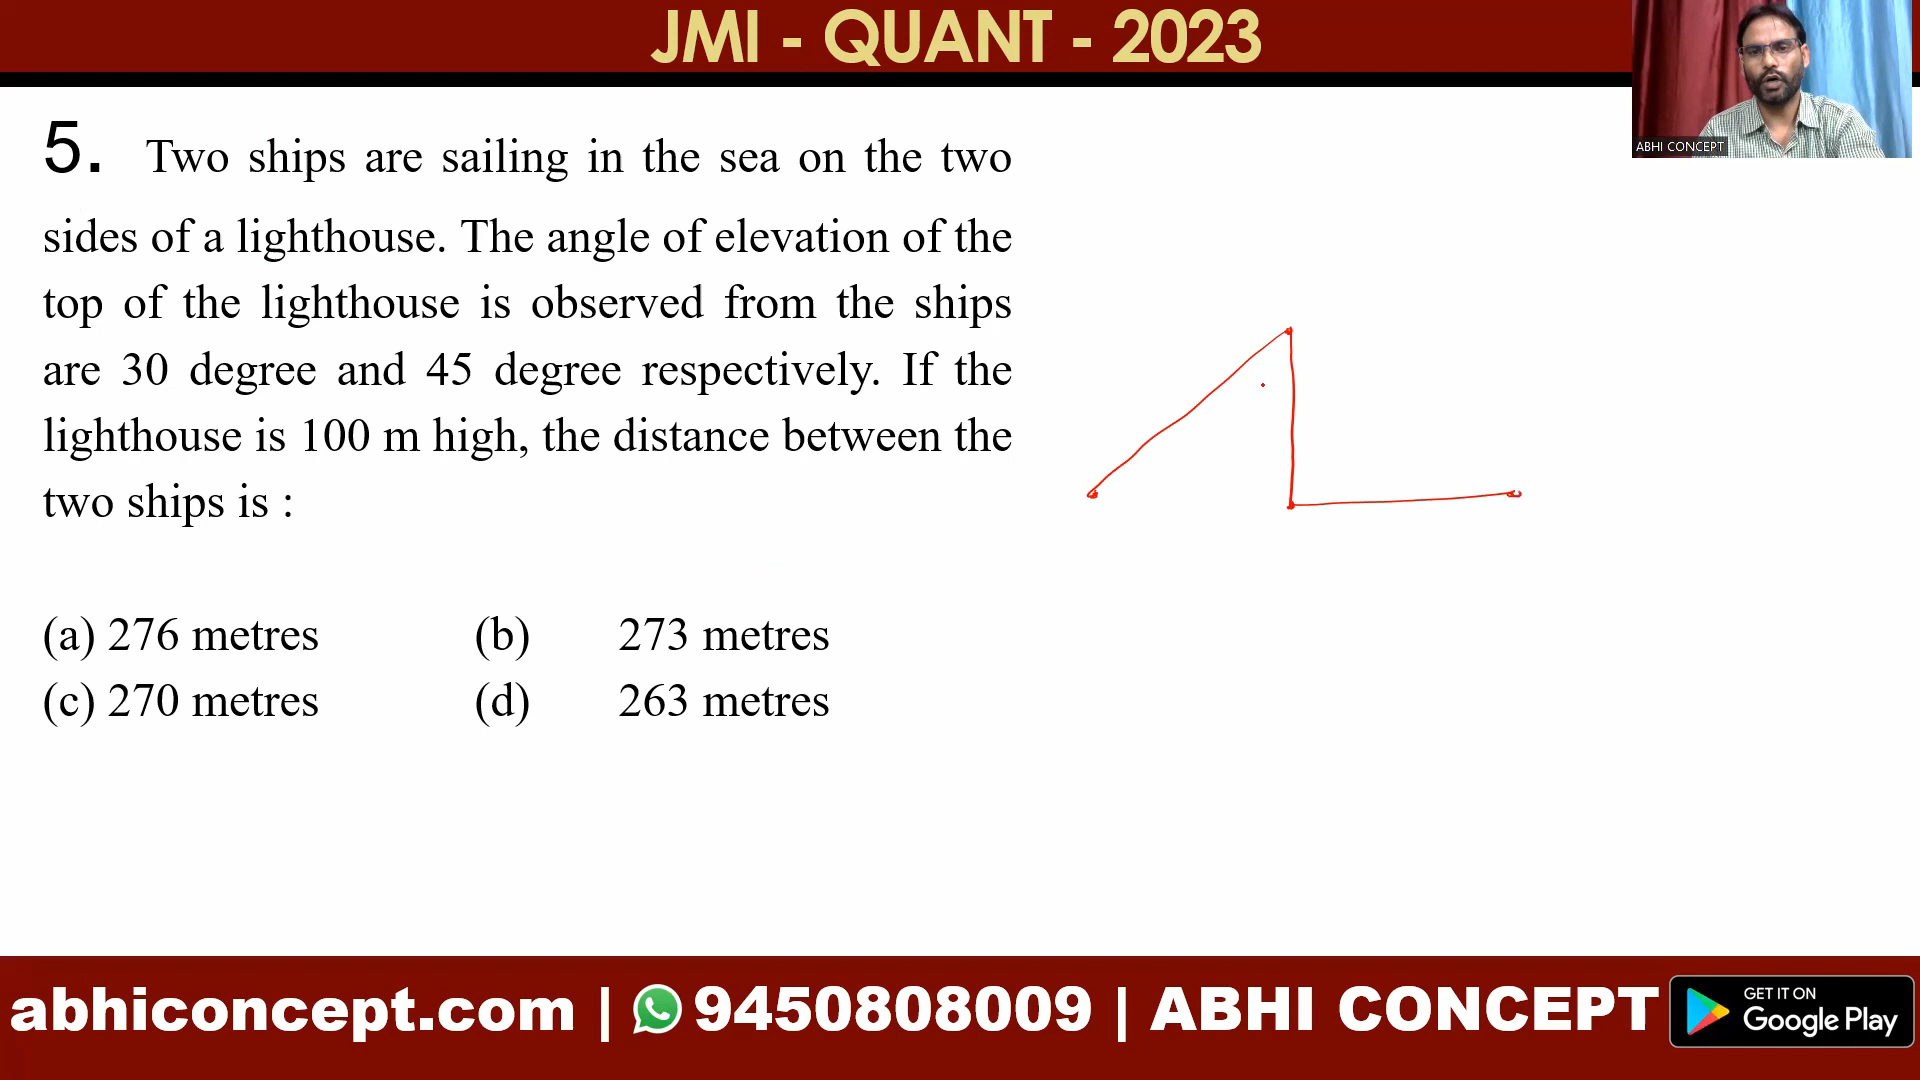 JMI - QUANT - 2023
ABHI CONCEPT
5. Two ships are sailing in the sea on the two
sides of a lighthouse. The angle of elevation of the
top of the lighthouse is observed from the ships
are 30 degree and 45 degree respectively. If the
lighthouse is 100 m high, the distance between the
two ships is :
(a) 276 metres (b) 273 metres
(c) 270 metres (d) 263 metres
abhiconcept.com | 9450808009 | ABHI CONCEPT
GET IT ON
Google Play